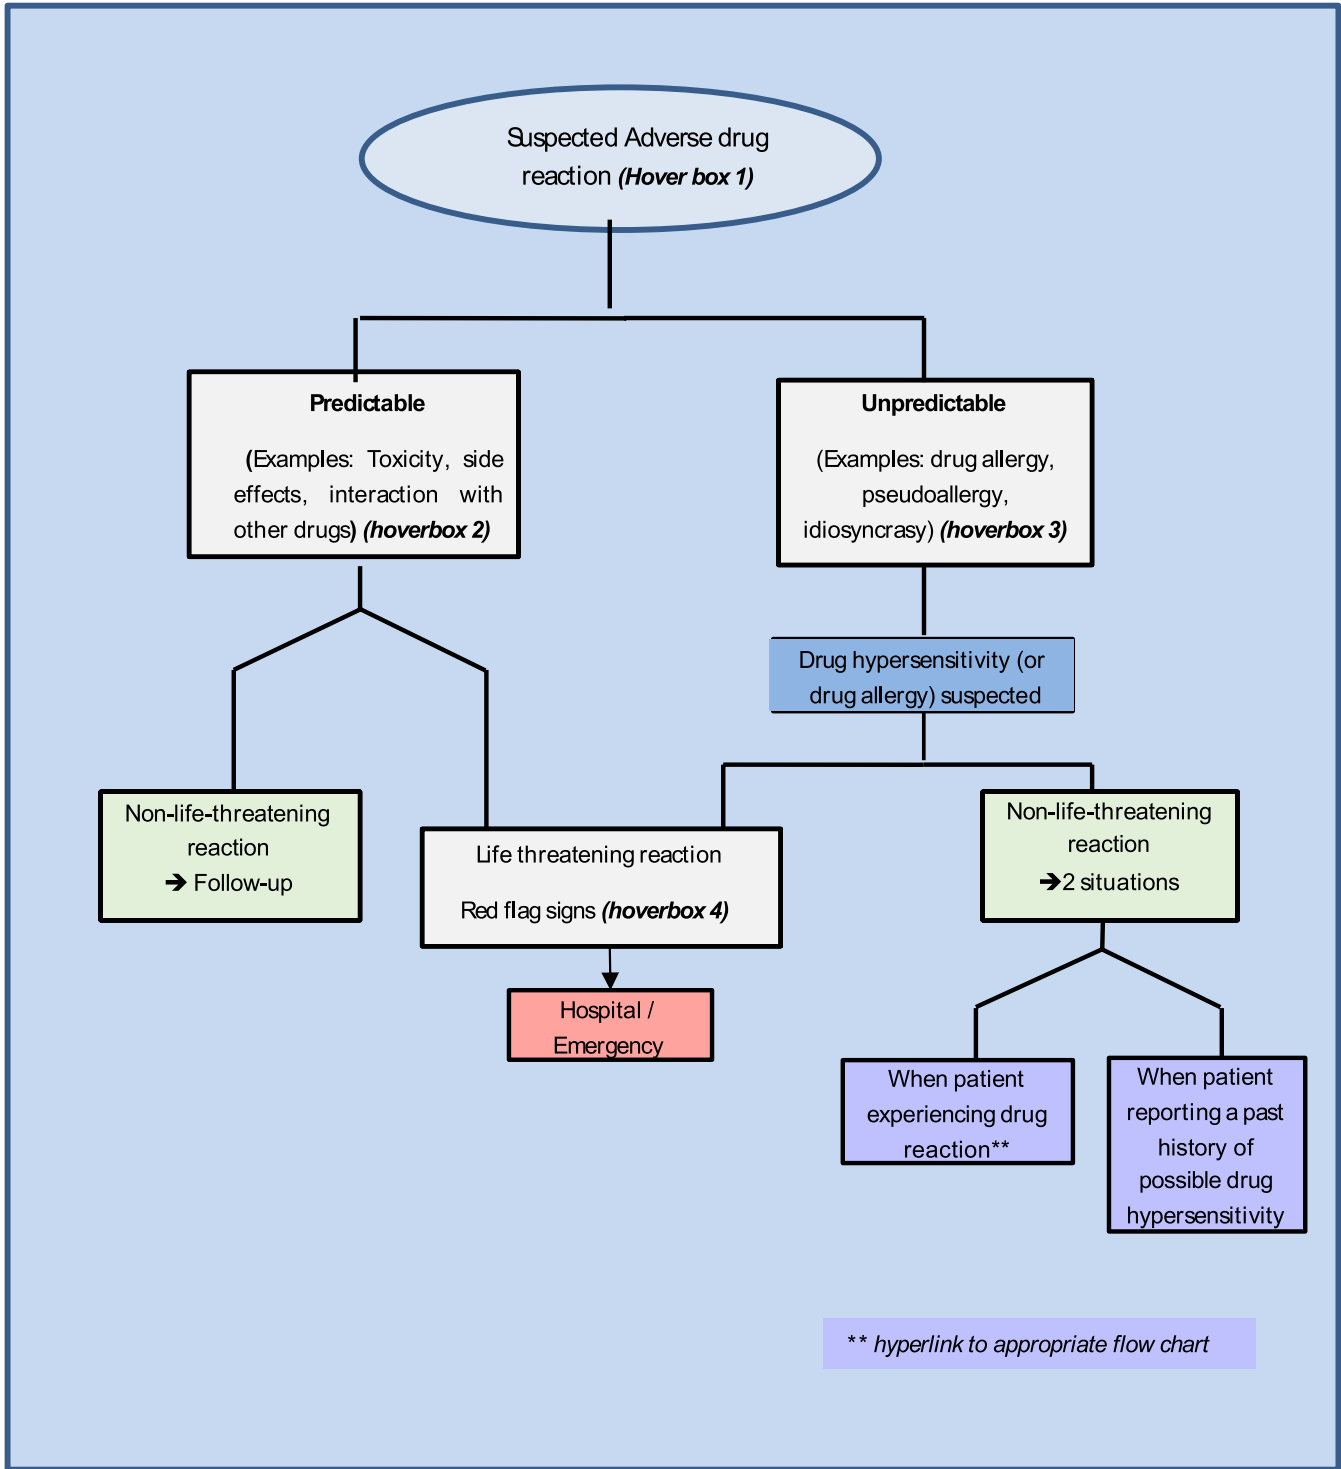 Suspected Adverse drug
reaction (Hover box 1)
Predictable
(Examples: Toxicity, side
effects, interaction with
other drugs) (hoverbox 2)
Unpredictable
(Examples: drug allergy,
pseudoallergy,
idiosyncrasy) (hoverbox 3)
Drug hypersensitivity (or
drug allergy) suspected
Non-life-threatening
reaction
➔ Follow-up
Life threatening reaction
Red flag signs (hoverbox 4)
Non-life-threatening
reaction
➔2 situations
Hospital /
Emergency
When patient
experiencing drug
reaction**
When patient
reporting a past
history of
possible drug
hypersensitivity
** hyperlink to appropriate flow chart